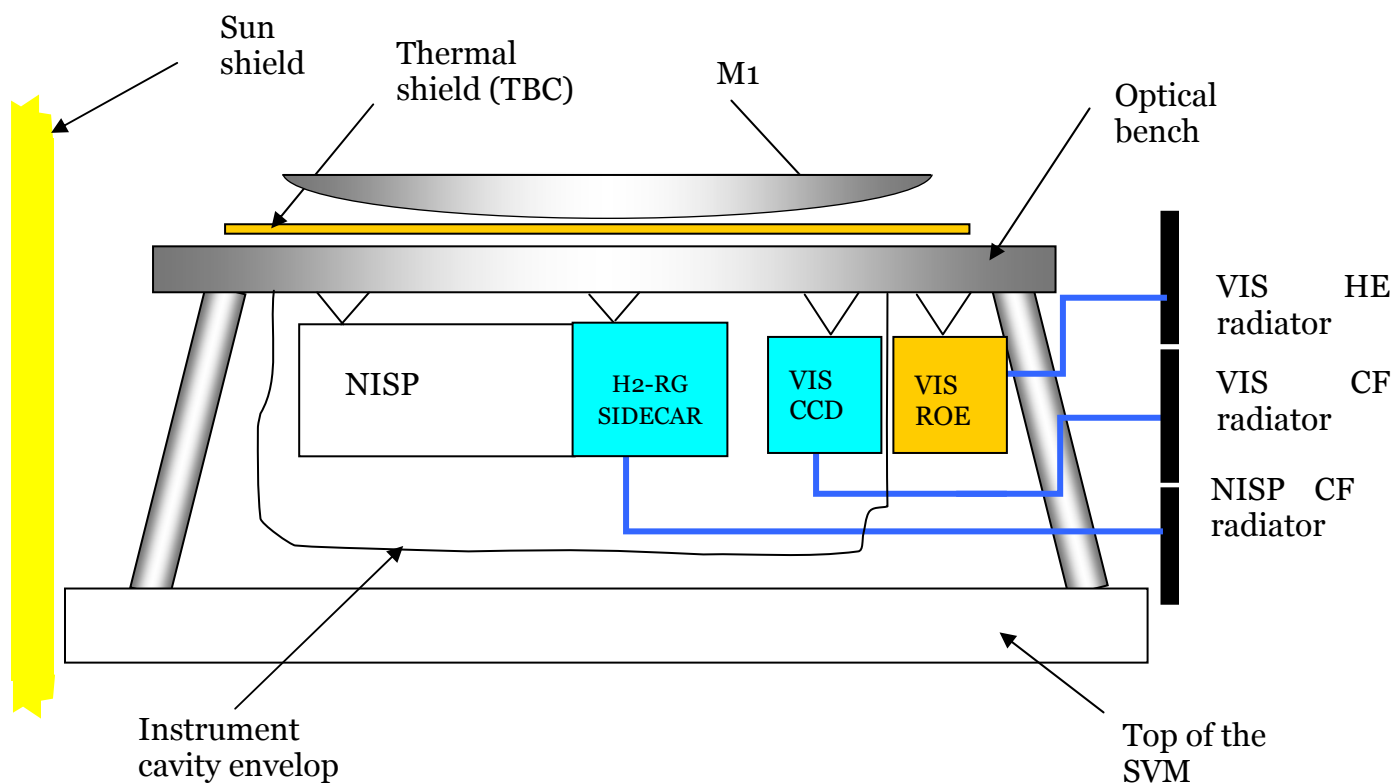 Sun
shield
Thermal
shield (TBC)
M1
Optical
bench
VIS HE
radiator
NISP
H2-RG
SIDECAR
VIS
CCD
VIS
ROE
VIS CF
radiator
NISP CF
radiator
Instrument
cavity envelop
Top of the
SVM